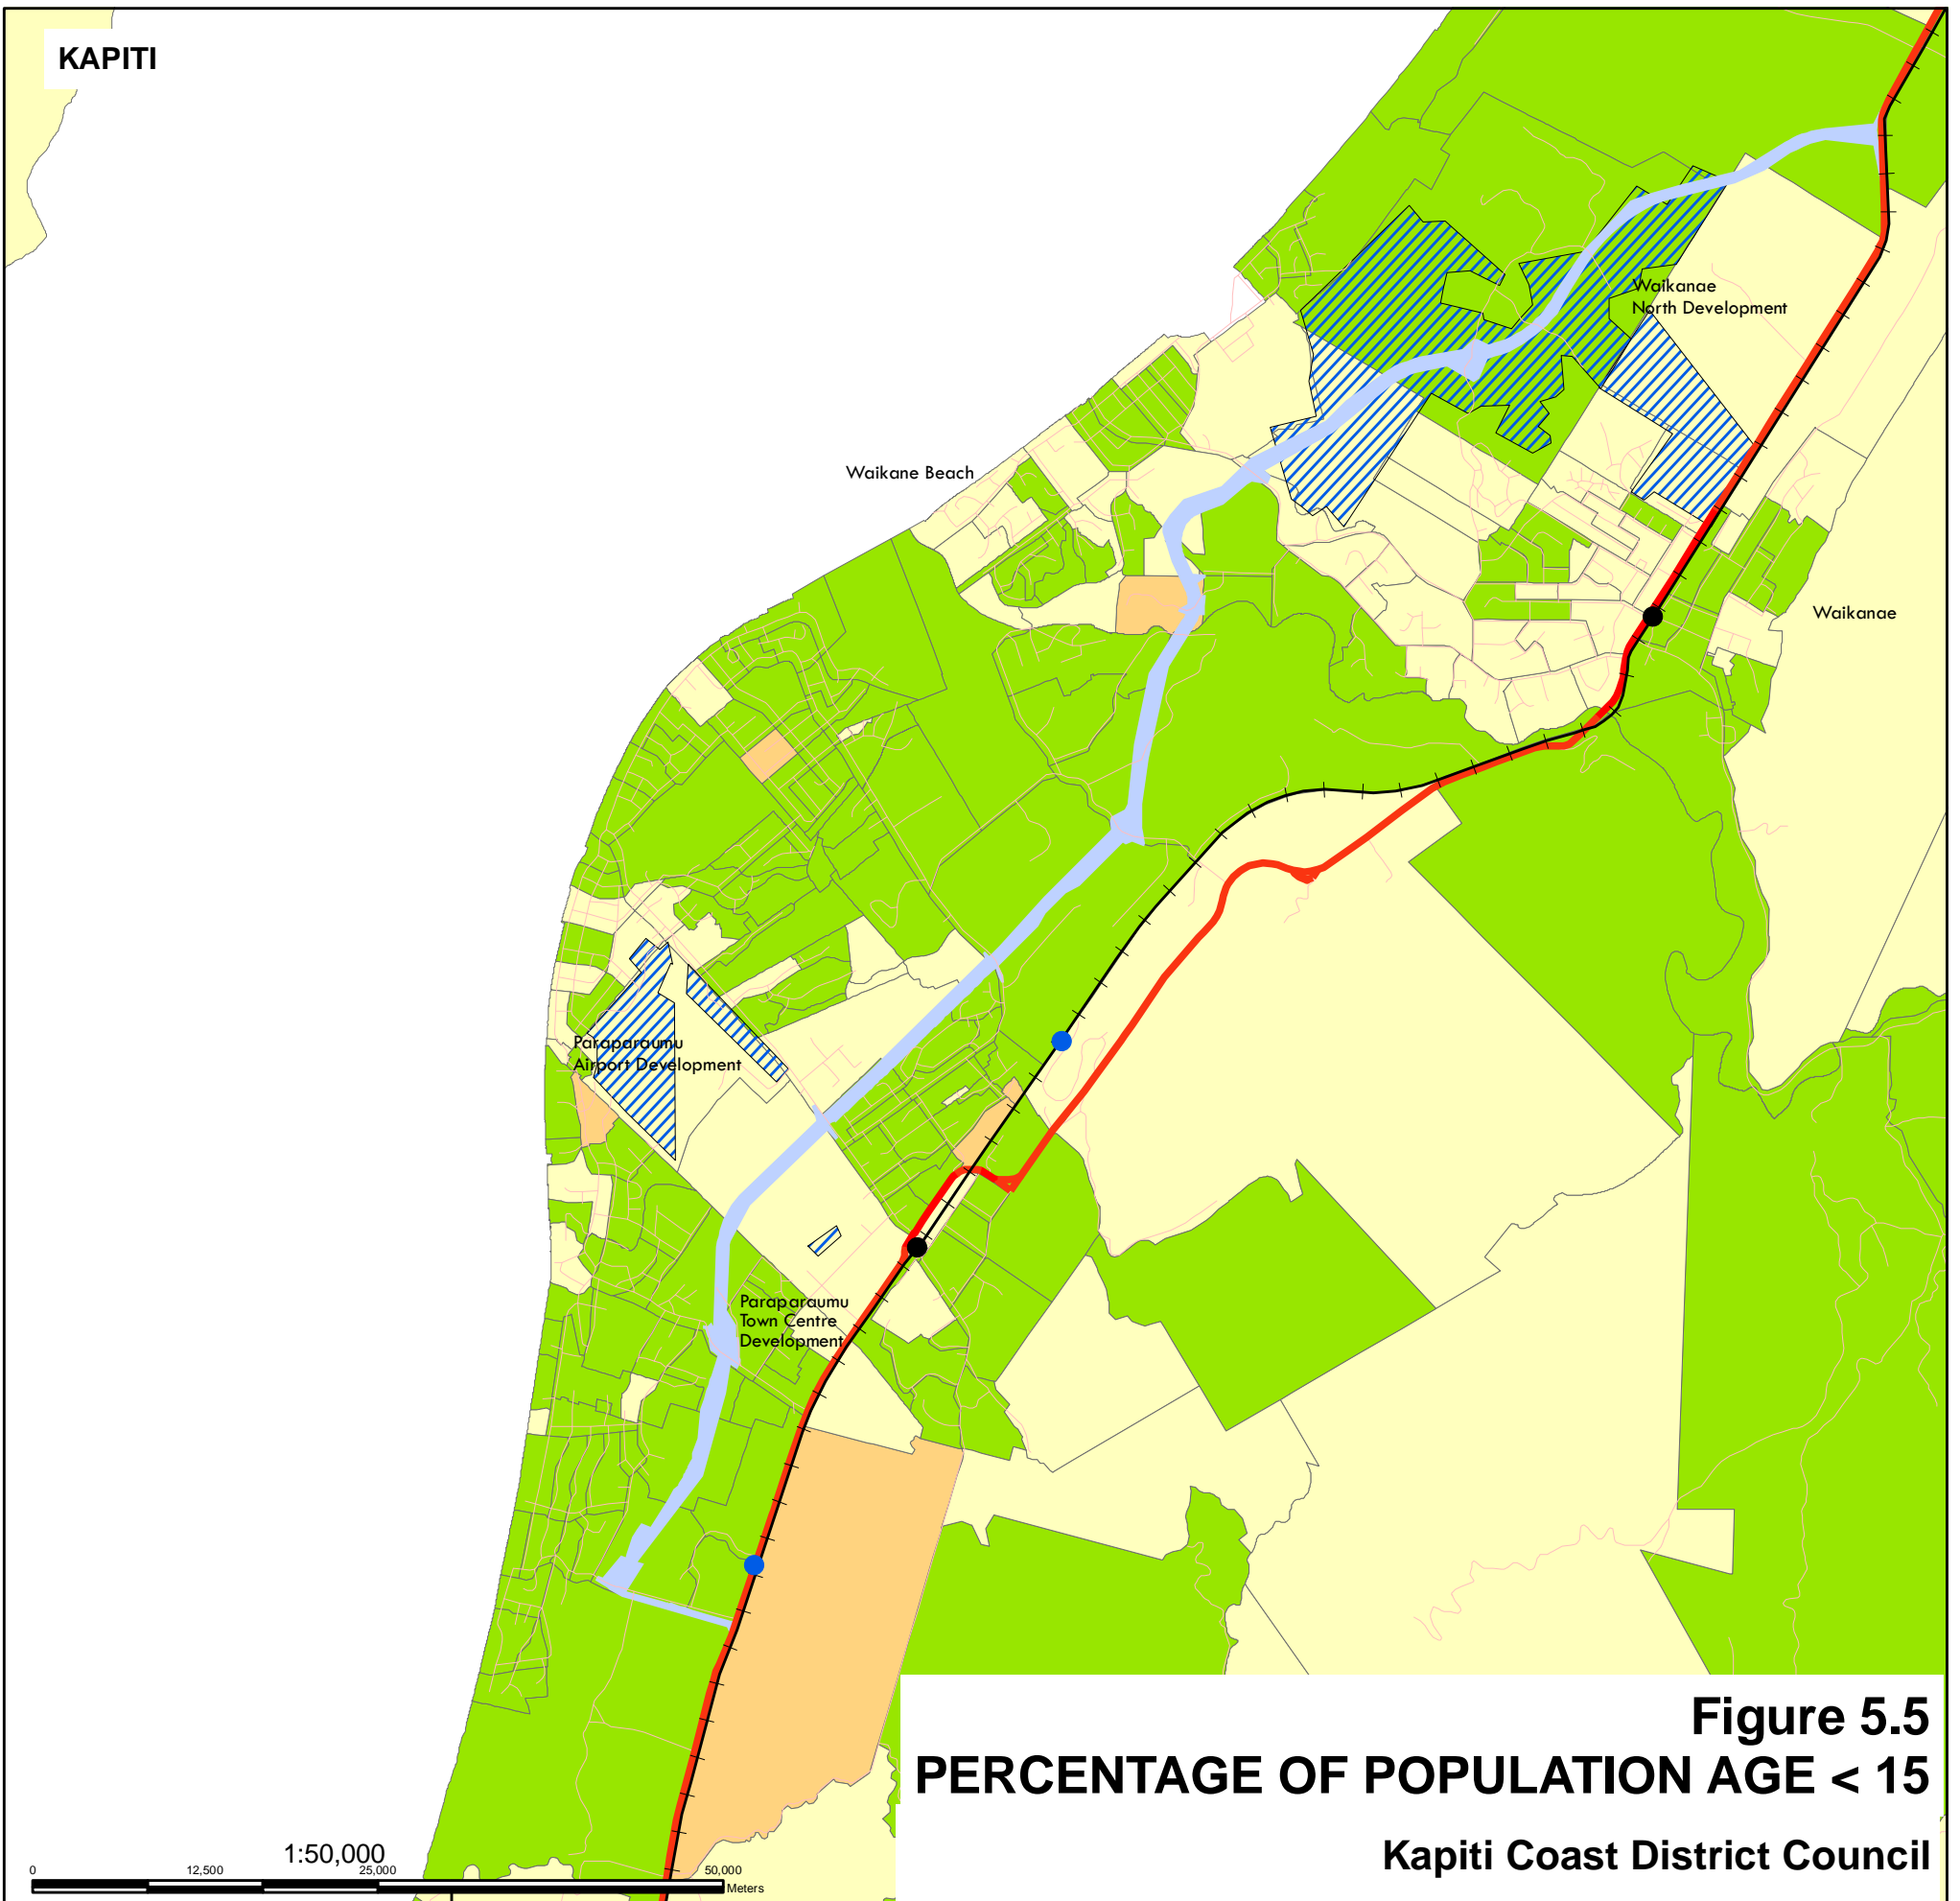 KAPITI
Waikanae
North Development
Waikane Beach
Waikanae
Paraparaumu
Airport Development
Paraparaumu
Town Centre
Development
Figure 5.5
PERCENTAGE OF POPULATION AGE < 15
Kapiti Coast District Council
1:50,000
0 12,500 25,000 50,000
Meters